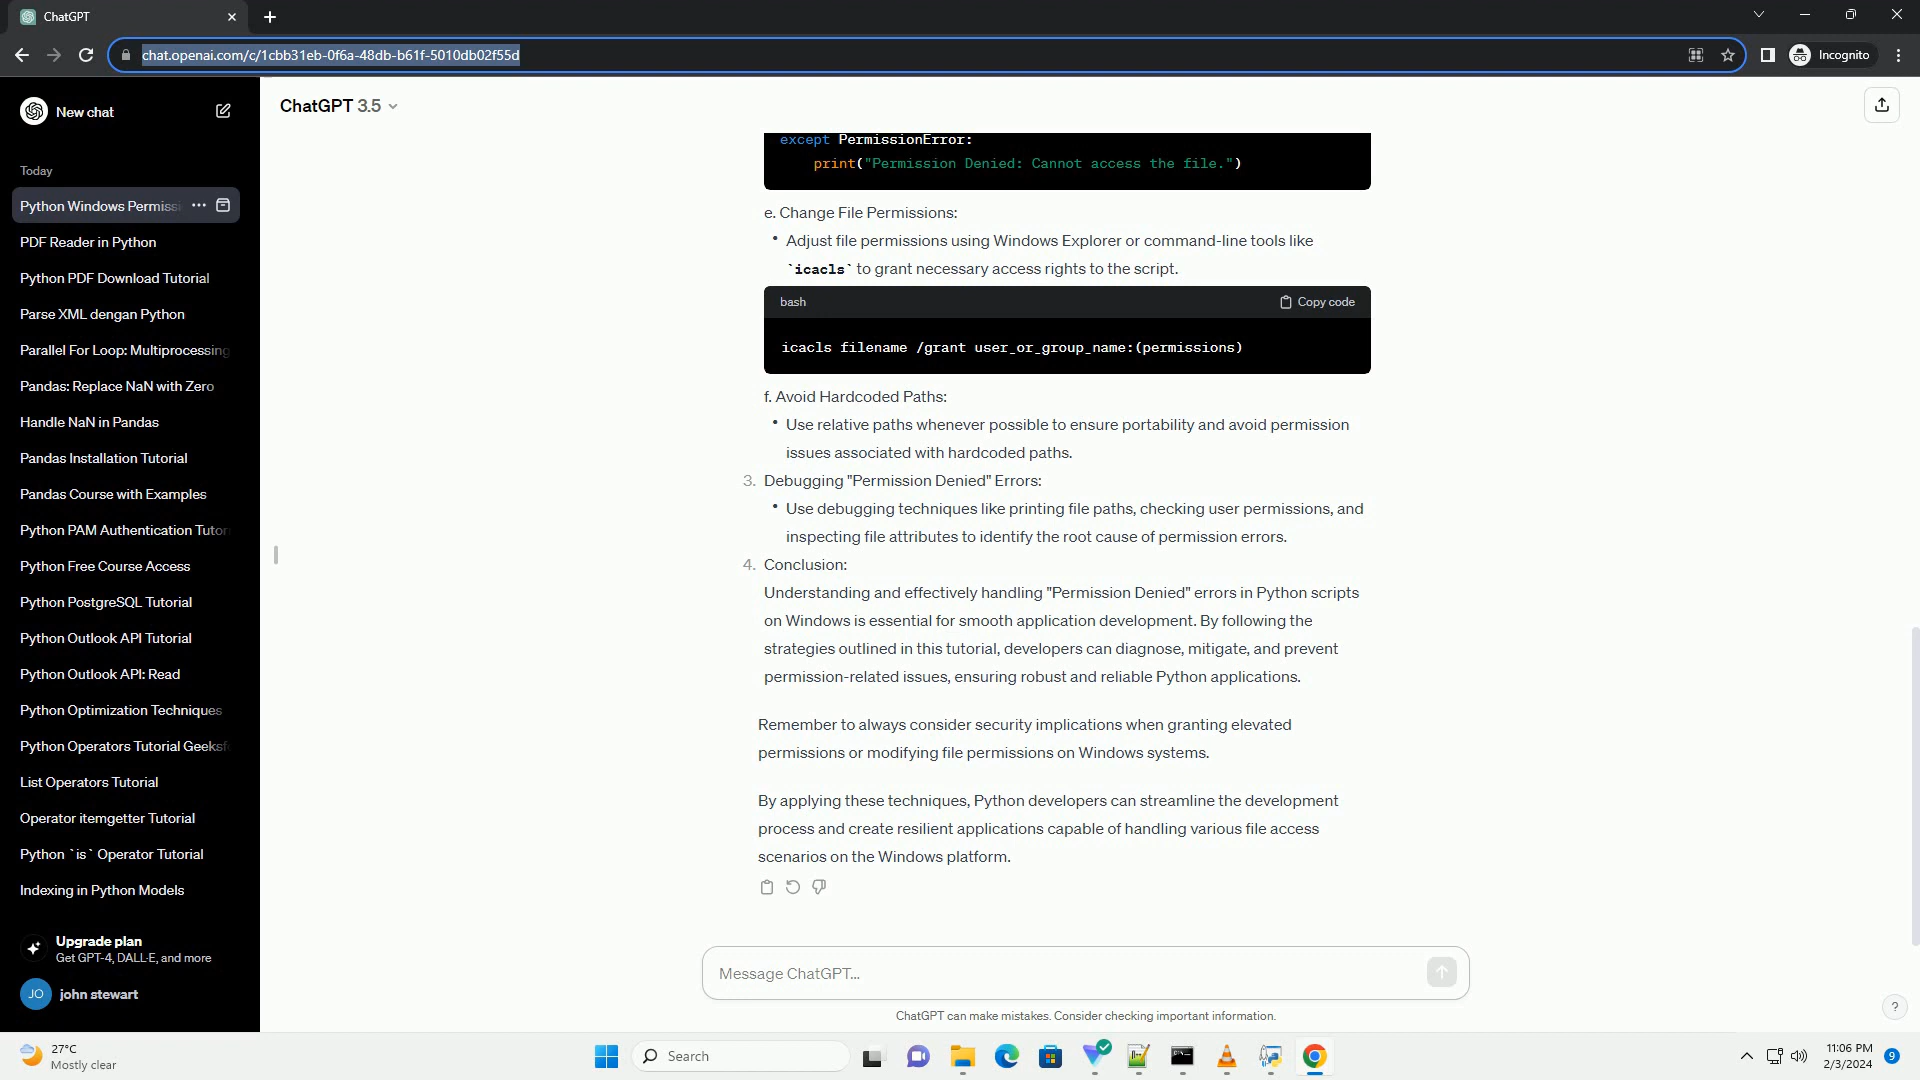 ChatGPT
chat.openai.com/c/1cbb31eb-0f6a-48db-b61f-5010db02f55d
Incognito
New chat
Today
Python Windows Permiss
PDF Reader in Python
Python PDF Download Tutorial
Parse XML dengan Python
Parallel For Loop: Multiprocessing
Pandas: Replace NaN with Zero
Handle NaN in Pandas
Pandas Installation Tutorial
Pandas Course with Examples
Python PAM Authentication Tutor
Python Free Course Access
Python PostgreSQL Tutorial
Python Outlook API Tutorial
Python Outlook API: Read
Python Optimization Techniques
Python Operators Tutorial Geeksf
List Operators Tutorial
Operator itemgetter Tutorial
Python `is` Operator Tutorial
Indexing in Python Models
Upgrade plan
Get GPT-4, DALL·E, and more
JO john stewart
ChatGPT 3.5
except PermissionError:
print("Permission Denied: Cannot access the file.")
e. Change File Permissions:
• Adjust file permissions using Windows Explorer or command-line tools like
`icacls` to grant necessary access rights to the script.
bash Copy code
icacls filename /grant user_or_group_name:(permissions)
f. Avoid Hardcoded Paths:
• Use relative paths whenever possible to ensure portability and avoid permission
issues associated with hardcoded paths.
3. Debugging "Permission Denied" Errors:
• Use debugging techniques like printing file paths, checking user permissions, and
inspecting file attributes to identify the root cause of permission errors.
4. Conclusion:
Understanding and effectively handling "Permission Denied" errors in Python scripts
on Windows is essential for smooth application development. By following the
strategies outlined in this tutorial, developers can diagnose, mitigate, and prevent
permission-related issues, ensuring robust and reliable Python applications.
Remember to always consider security implications when granting elevated
permissions or modifying file permissions on Windows systems.
By applying these techniques, Python developers can streamline the development
process and create resilient applications capable of handling various file access
scenarios on the Windows platform.
Message ChatGPT...
ChatGPT can make mistakes. Consider checking important information.
?
27°C
Mostly clear
Search
11:06 PM
2/3/2024
9